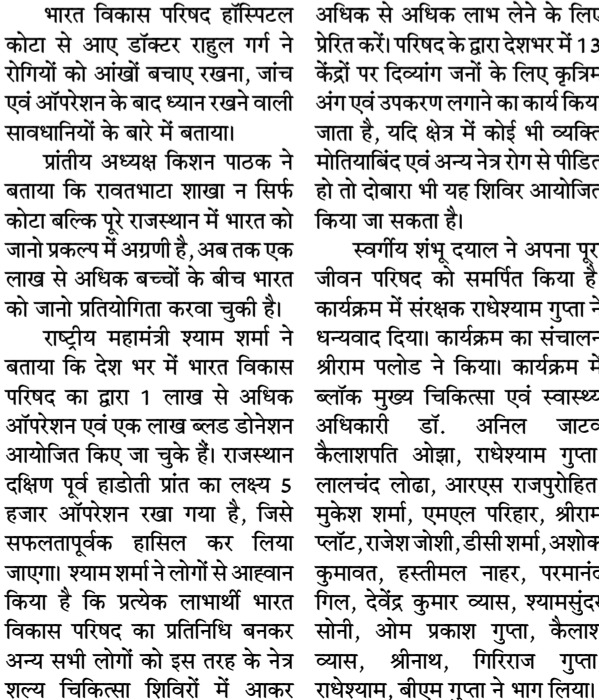 भारत विकास परिषद हॉस्पिटल
कोटा से आए डॉक्टर राहुल गर्ग ने
रोगियों को आंखों बचाए रखना, जांच
एवं ऑपरेशन के बाद ध्यान रखने वाली
सावधानियों के बारे में बताया।
प्रांतीय अध्यक्ष किशन पाठक ने
बताया कि रावतभाटा शाखा न सिर्फ
कोटा बल्कि पूरे राजस्थान में भारत को
जानो प्रकल्प में अग्रणी है, अब तक एक
लाख से अधिक बच्चों के बीच भारत
को जानो प्रतियोगिता करवा चुकी है।
राष्ट्रीय महामंत्री श्याम शर्मा ने
बताया कि देश भर में भारत विकास
परिषद का द्वारा 1 लाख से अधिक
ऑपरेशन एवं एक लाख ब्लड डोनेशन
आयोजित किए जा चुके हैं। राजस्थान
दक्षिण पूर्व हाडोती प्रांत का लक्ष्य 5
हजार ऑपरेशन रखा गया है, जिसे
सफलतापूर्वक हासिल कर लिया
जाएगा। श्याम शर्मा ने लोगों से आह्वान
किया है कि प्रत्येक लाभार्थी भारत
विकास परिषद का प्रतिनिधि बनकर
अन्य सभी लोगों को इस तरह के नेत्र
शल्य चिकित्सा शिविरों में आकर
अधिक से अधिक लाभ लेने के लिए
प्रेरित करें। परिषद के द्वारा देशभर में 13
केंद्रों पर दिव्यांग जनों के लिए कृत्रिम
अंग एवं उपकरण लगाने का कार्य किया
जाता है, यदि क्षेत्र में कोई भी व्यक्ति
मोतियाबिंद एवं अन्य नेत्र रोग से पीडित
हो तो दोबारा भी यह शिविर आयोजित
किया जा सकता है।
स्वर्गीय शंभू दयाल ने अपना पूरा
जीवन परिषद को समर्पित किया है
कार्यक्रम में संरक्षक राधेश्याम गुप्ता ने
धन्यवाद दिया। कार्यक्रम का संचालन
श्रीराम पलोड ने किया। कार्यक्रम में
ब्लॉक मुख्य चिकित्सा एवं स्वास्थ्य
अधिकारी डॉ. अनिल जाटव
कैलाशपति ओझा, राधेश्याम गुप्ता
लालचंद लोढा, आरएस राजपुरोहित
मुकेश शर्मा, एमएल परिहार, श्रीराम
प्लॉट, राजेश जोशी, डीसी शर्मा, अशोक
कुमावत, हस्तीमल नाहर, परमानंद
गिल, देवेंद्र कुमार व्यास, श्यामसुंदर
सोनी, ओम प्रकाश गुप्ता, कैलाश
व्यास, श्रीनाथ, गिरिराज गुप्ता
राधेश्याम, बीएम गुप्ता ने भाग लिया।